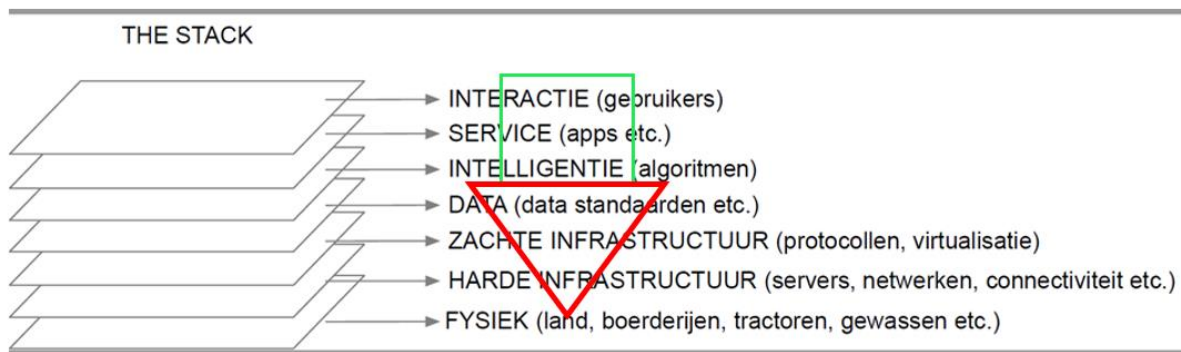 THE STACK
INTERACTIE (gebruikers)
SERVICE (apps etc.)
INTELLIGENTIE (algoritmen)
DATA (data standaarden etc.)
ZACHTE INFRASTRUCTUUR (protocollen, virtualisatie)
HARDE INFRASTRUCTUUR (servers, netwerken, connectiviteit etc.)
FYSIEK (land, boerderijen, tractoren, gewassen etc.)